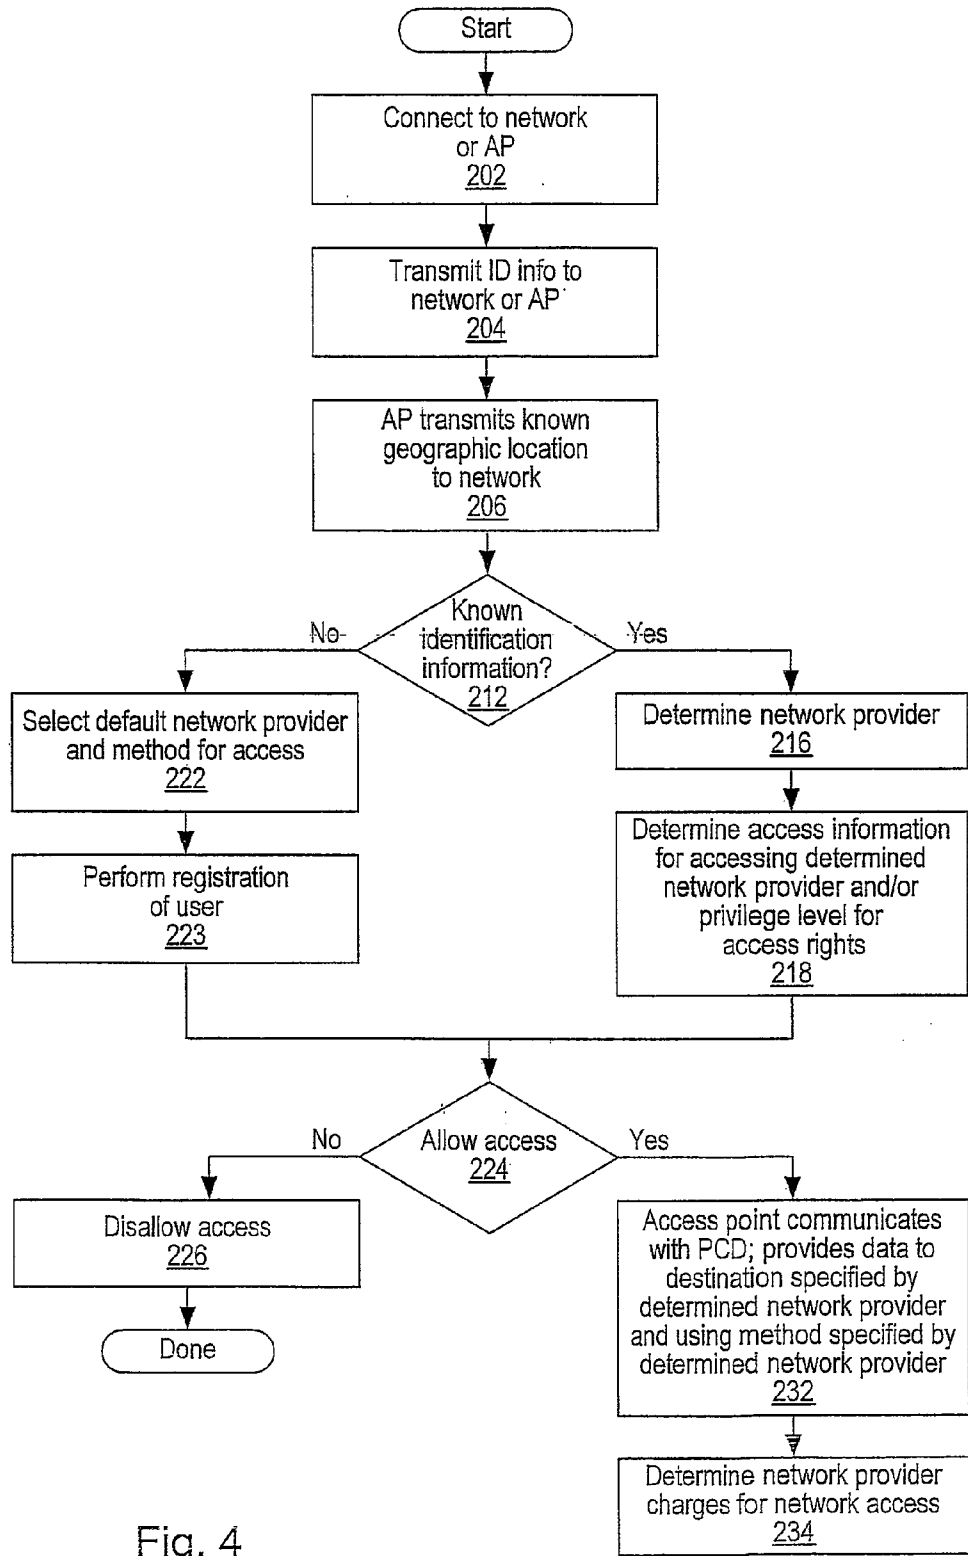 Start
Connect to network
or AP
202
Transmit ID info to
network or AP
204
AP transmits known
geographic location
to network
206
Known
identification
information?
212
No
Yes
Select default network provider
and method for access
222
Determine network provider
216
Perform registration
of user
223
Determine access information
for accessing determined
network provider and/or
privilege level for
access rights
218
Allow access
224
No
Yes
Disallow access
226
Done
Access point communicates
with PCD; provides data to
destination specified by
determined network provider
and using method specified by
determined network provider
232
Determine network provider
charges for network access
234
Fig. 4